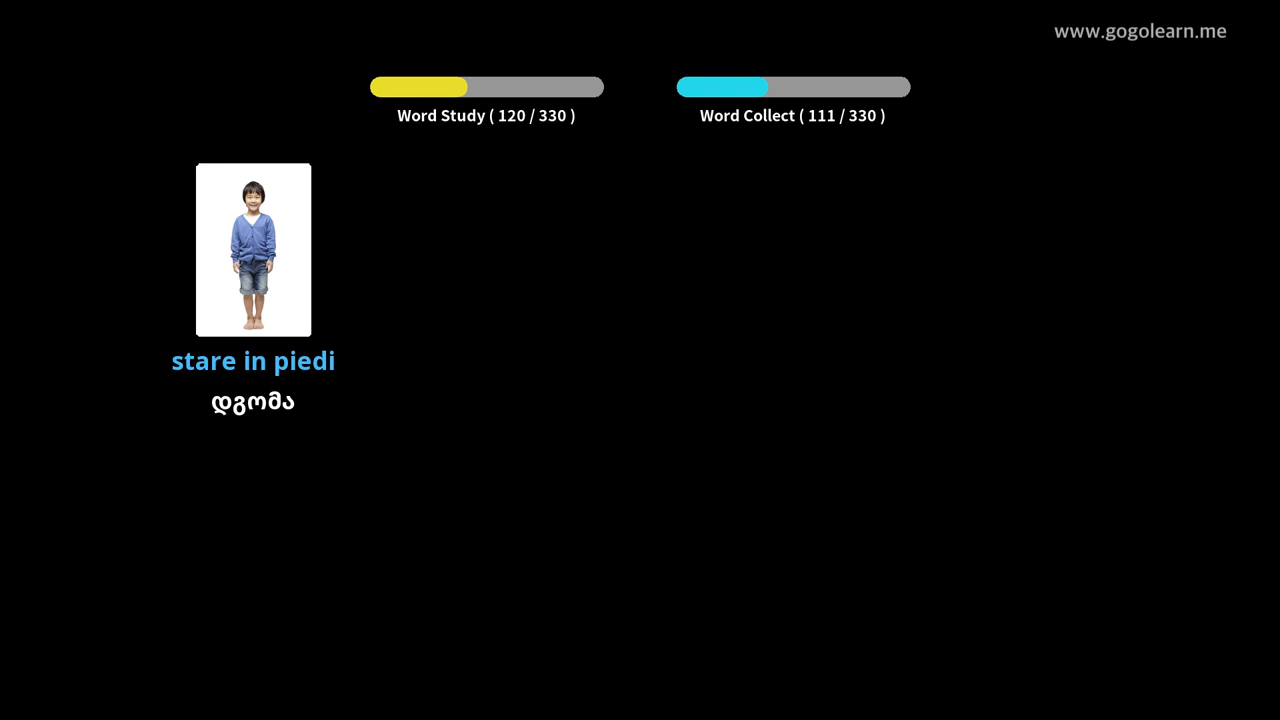 www.gogolearn.me
Word Study ( 120 / 330 )
Word Collect ( 111 / 330 )
stare in piedi
დგომა